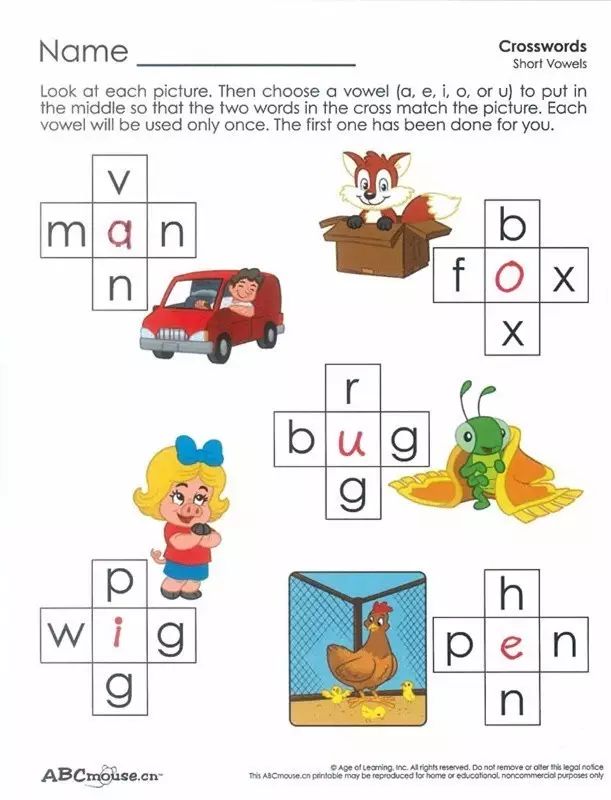 Name
Crosswords
Short Vowels
Look at each picture. Then choose a vowel (a, e, i, o, or u) to put in
the middle so that the two words in the cross match the picture. Each
vowel will be used only once. The first one has been done for you.
v
m a n
n
b
f o x
x
r
b u g
g
p
w i g
g
h
p e n
n
ABCmouse.cn™
© Age of Learning, Inc. All rights reserved. Do not remove or alter this legal notice
This ABCmouse.cn printable may be reproduced for home or educational, noncommercial purposes only